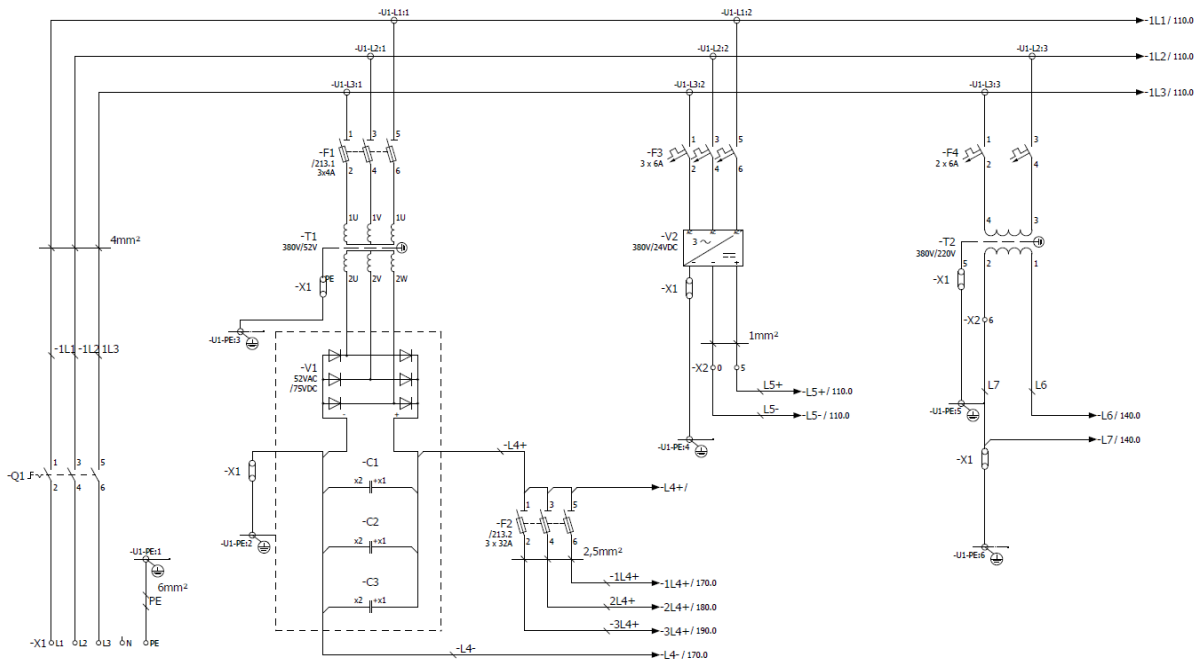 -U1-L1:1
-U1-L1:2
-1L1/ 110.0
-U1-L2:1
-U1-L2:2
-U1-L2:3
-1L2/ 110.0
-U1-L3:1
-U1-L3:2
-U1-L3:3
-1L3/ 110.0
1 3 5
-F1
/213.1
3x4A
2 4 6
1 3 5
-F3
3 x 6A
2 4 6
1 3
-F4
2 x 6A
2 4
4mm²
1U 1V 1U
-T1
380V/52V
2U 2V 2W
PE
-X1
-U1-PE:3
-V2
380V/24VDC
3
-X1
4 3
-T2
380V/220V
5 2 1
-X1
-X2 6
1mm²
-X2 0 5
-1L1 -1L2 1L3
-V1
52VAC
/75VDC
- +
L5+
-L5+/ 110.0
L5-
-L5-/ 110.0
L7 L6
-U1-PE:5
-L6/ 140.0
-L7/ 140.0
-U1-PE:4
-X1
-L4+
-Q1
1 3 5
2 4 6
-X1
-C1
x2 +x1
-L4+/
1 3 5
-F2
/213.2
3 x 32A
2 4 6
-C2
x2 +x1
-U1-PE:2
-U1-PE:1
2,5mm²
-U1-PE:6
6mm²
PE
-C3
x2 +x1
-1L4+
-1L4+/ 170.0
2L4+
-2L4+/ 180.0
-3L4+
-3L4+/ 190.0
-X1 L1 L2 L3 N PE
-L4-
-L4-/ 170.0